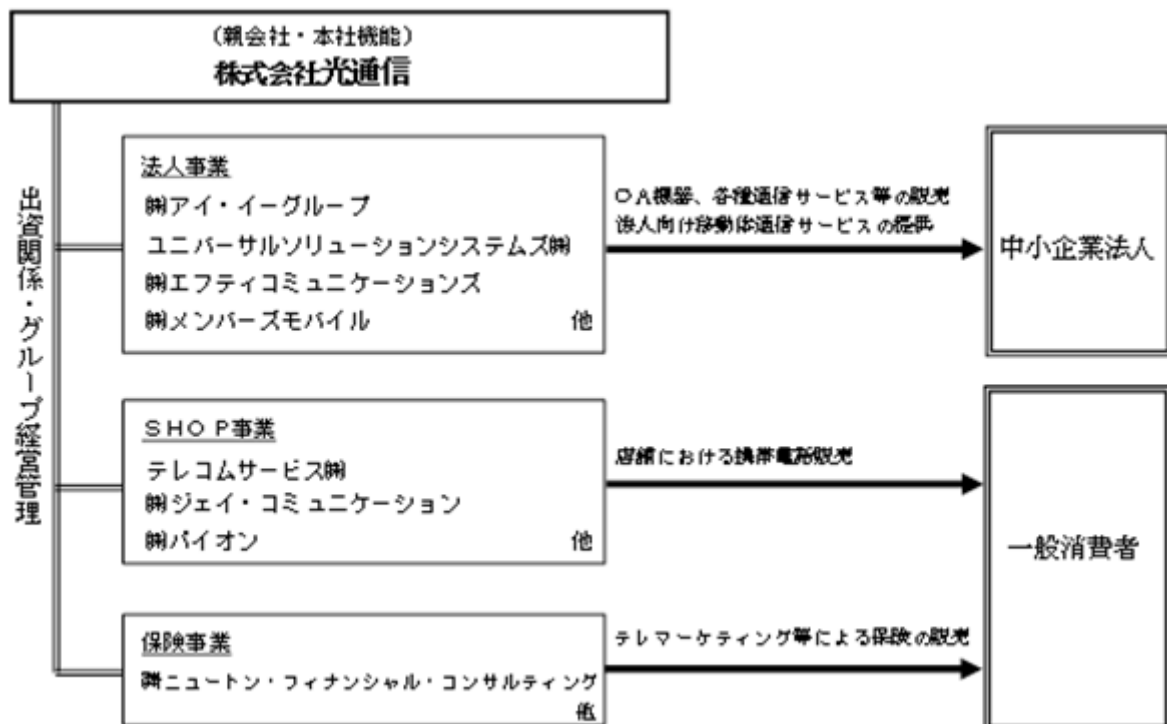 (親会社・本社機能)
株式会社光通信
出資関係・グループ経営管理
法人事業
㈱アイ・イーグループ
ユニバーサルソリューションシステムズ㈱
㈱エフティコミュニケーションズ
㈱メンバーズモバイル 他
OA機器、各種通信サービス等の販売
法人向け移動体通信サービスの提供
中小企業法人
SHOP事業
テレコムサービス㈱
㈱ジェイ・コミュニケーション
㈱パイオン 他
店舗における携帯電話販売
一般消費者
保険事業
㈱ニュートン・フィナンシャル・コンサルティング
他
テレマーケティング等による保険の販売